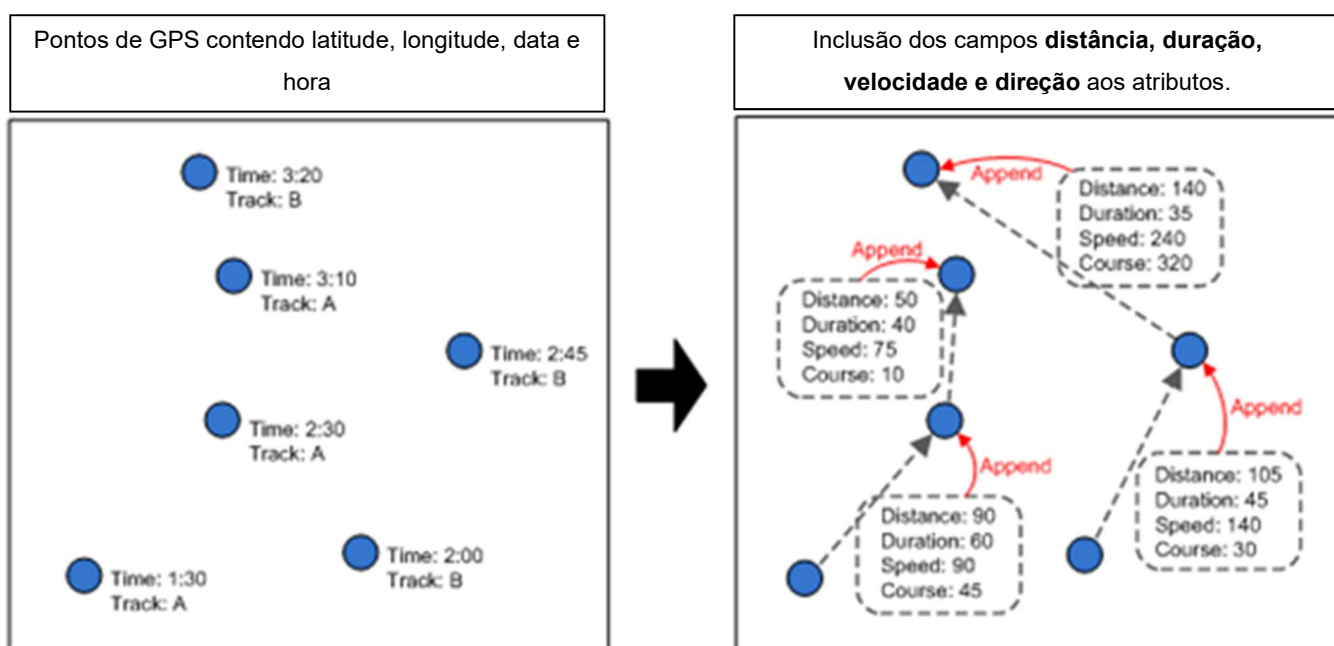 Pontos de GPS contendo latitude, longitude, data e
hora
Time: 3:20
Track: B
Time: 3:10
Track: A
Time: 2:45
Track: B
Time: 2:30
Track: A
Time: 2:00
Track: B
Time: 1:30
Track: A
Inclusão dos campos distância, duração,
velocidade e direção aos atributos.
Append
Distance: 140
Duration: 35
Speed: 240
Course: 320
Append
Distance: 50
Duration: 40
Speed: 75
Course: 10
Append
Distance: 105
Duration: 45
Speed: 140
Course: 30
Append
Distance: 90
Duration: 60
Speed: 90
Course: 45